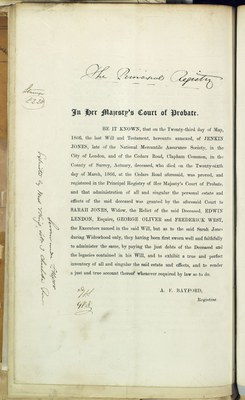 The Principal Registry
In Her Majesty's Court of Probate.
BE IT KNOWN, that on the Twenty-third day of May,
1866, the last Will and Testament, hereunto annexed, of JENKIN
JONES, late of the National Mercantile Assurance Society, in the
City of London, and of the Cedars Road, Clapham Common, in the
County of Surrey, Actuary, deceased, who died on the Twenty-sixth
day of March, 1866, at the Cedars Road aforesaid, was proved, and
registered in the Principal Registry of Her Majesty's Court of Probate,
and that administration of all and singular the personal estate and
effects of the said deceased was granted by the aforesaid Court to
SARAH JONES, Widow, the Relict of the said Deceased, EDWIN
LENDON, Esquire, GEORGE OLIVER and FREDERICK WEST,
the Executors named in the said Will, but as to the said Sarah Jones
during Widowhood only, they having been first sworn well and faithfully
to administer the same, by paying the just debts of the Deceased and
the legacies contained in his Will, and to exhibit a true and perfect
inventory of all and singular the said estate and effects, and to render
a just and true account thereof whenever required by law so to do.
A. F. BAYFORD,
Registrar.